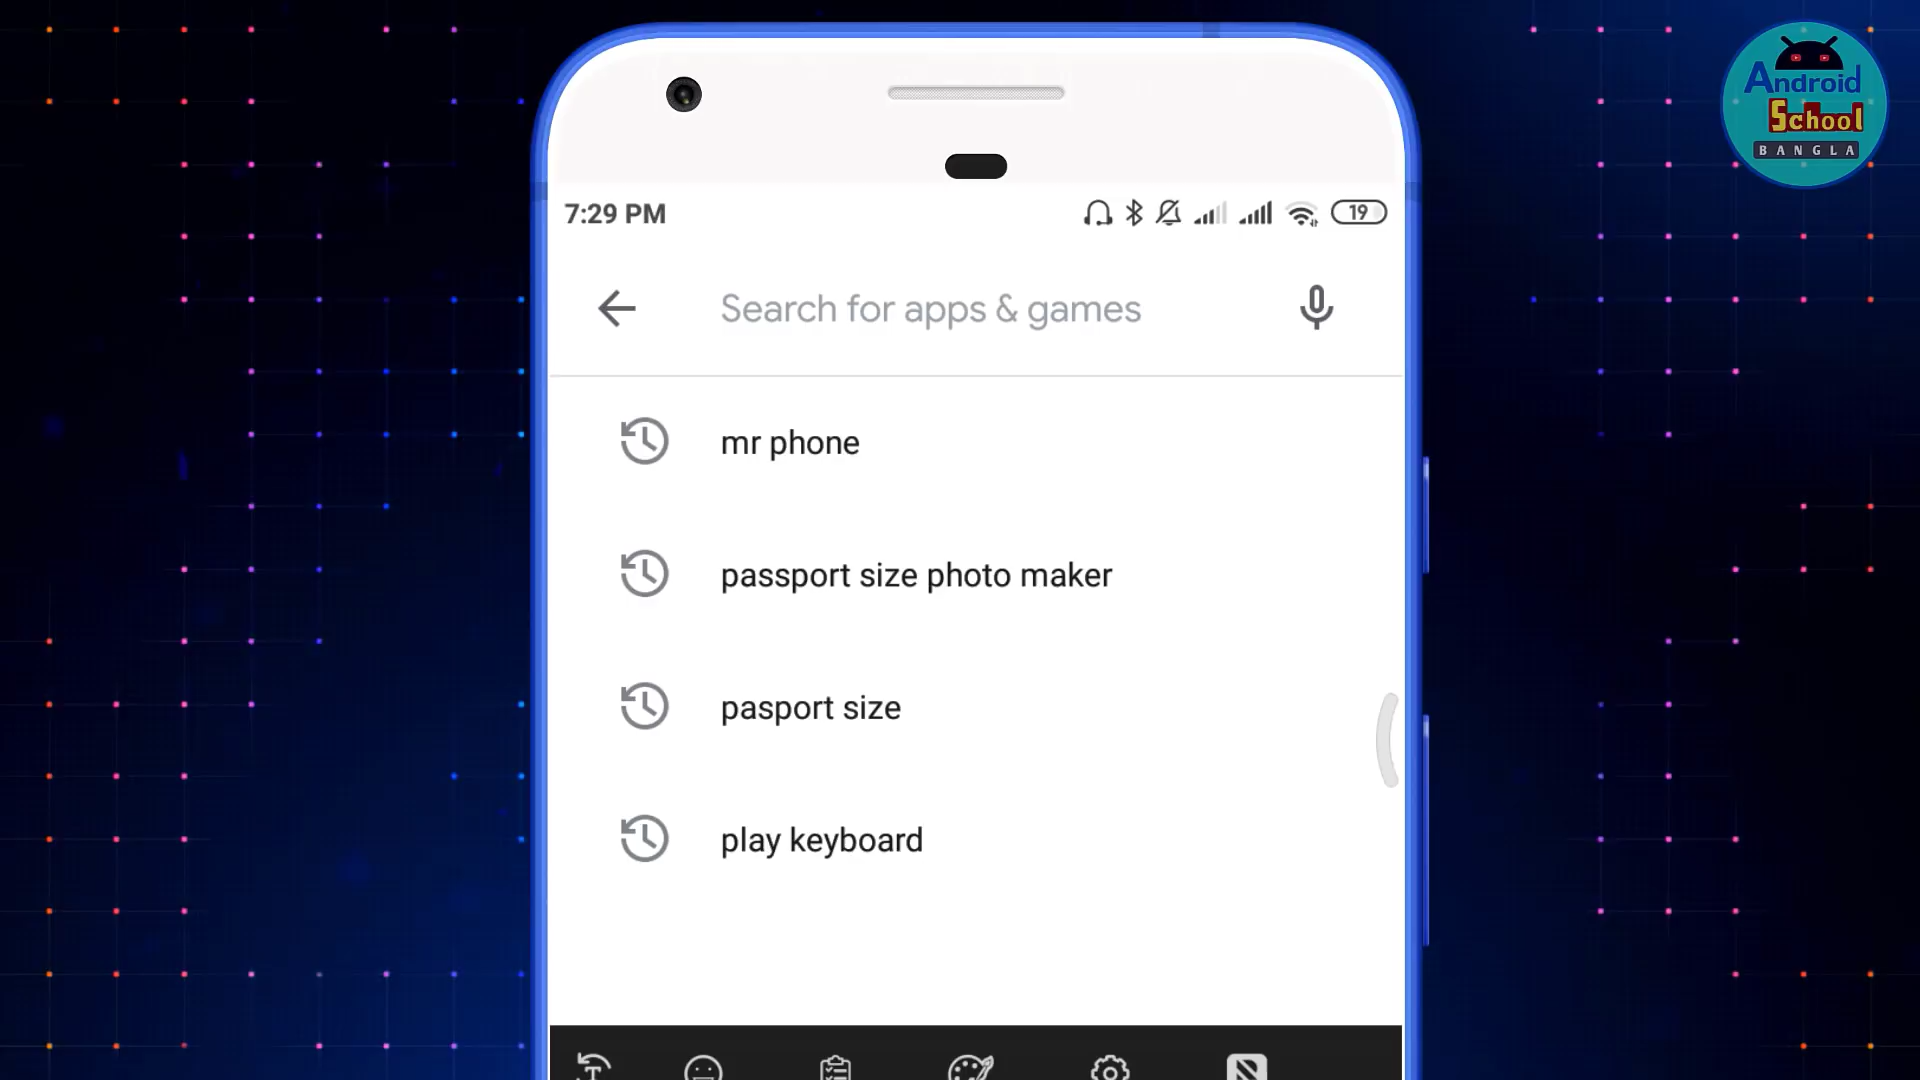 Android
School
BANGLA
7:29 PM
19
Search for apps & games
mr phone
passport size photo maker
pasport size
play keyboard